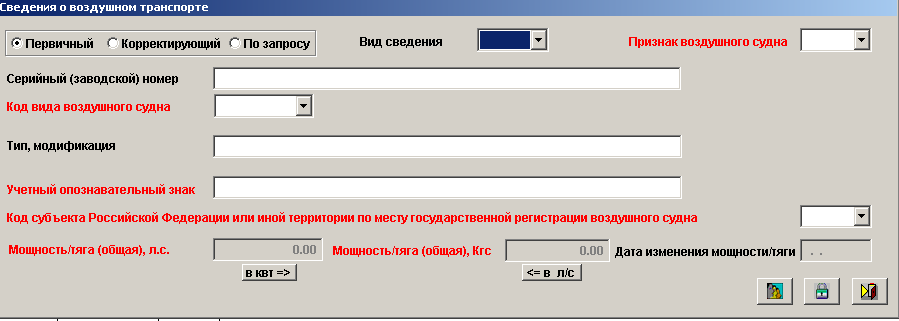 Сведения о воздушном транспорте
Первичный Корректирующий По запросу Вид сведения Признак воздушного судна
Серийный (заводской) номер
Код вида воздушного судна
Тип, модификация
Учетный опознавательный знак
Код субъекта Российской Федерации или иной территории по месту государственной регистрации воздушного судна
Мощность/тяга (общая), л.с. 0.00 Мощность/тяга (общая), Кгс 0.00 Дата изменения мощности/тяги . .
в квт => <= в л/с